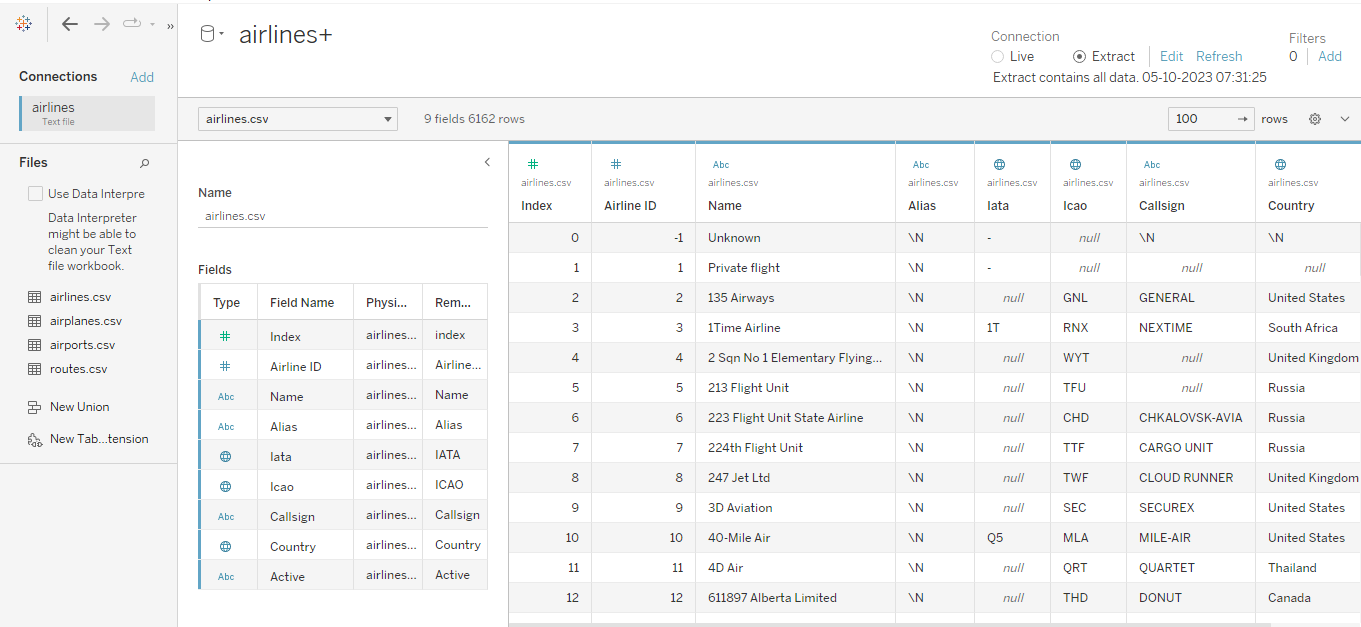 airlines+
Connection
Live
Extract
Edit
Refresh
Extract contains all data. 05-10-2023 07:31:25
Filters
0
Add
Connections
Add
airlines
Text file
Files
Use Data Interpre
Data Interpreter
might be able to
clean your Text
file workbook.
airlines.csv
airplanes.csv
airports.csv
routes.csv
New Union
New Tab...tension
airlines.csv
9 fields 6162 rows
100
rows
Name
airlines.csv
Fields
Type Field Name Physi... Rem...
# Index airlines... index
# Airline ID airlines... Airline...
Abc Name airlines... Name
Abc Alias airlines... Alias
Iata airlines... IATA
Icao airlines... ICAO
Abc Callsign airlines... Callsign
Country airlines... Country
Abc Active airlines... Active
# # Abc Abc Abc
airlines.csv airlines.csv airlines.csv airlines.csv airlines.csv airlines.csv airlines.csv airlines.csv
Index Airline ID Name Alias Iata Icao Callsign Country
0 -1 Unknown \N - null \N \N
1 1 Private flight \N - null null null
2 2 135 Airways \N null GNL GENERAL United States
3 3 1Time Airline \N 1T RNX NEXTIME South Africa
4 4 2 Sqn No 1 Elementary Flying... \N null WYT null United Kingdom
5 5 213 Flight Unit \N null TFU null Russia
6 6 223 Flight Unit State Airline \N null CHD CHKALOVSK-AVIA Russia
7 7 224th Flight Unit \N null TTF CARGO UNIT Russia
8 8 247 Jet Ltd \N null TWF CLOUD RUNNER United Kingdom
9 9 3D Aviation \N null SEC SECUREX United States
10 10 40-Mile Air \N Q5 MLA MILE-AIR United States
11 11 4D Air \N null QRT QUARTET Thailand
12 12 611897 Alberta Limited \N null THD DONUT Canada